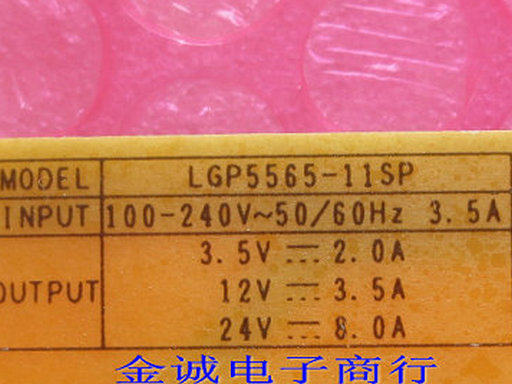 MODEL LGP5565-11SP
INPUT 100-240V~50/60Hz 3.5A
OUTPUT 3.5V⎓2.0A
12V⎓3.5A
24V⎓8.0A
金诚电子商行